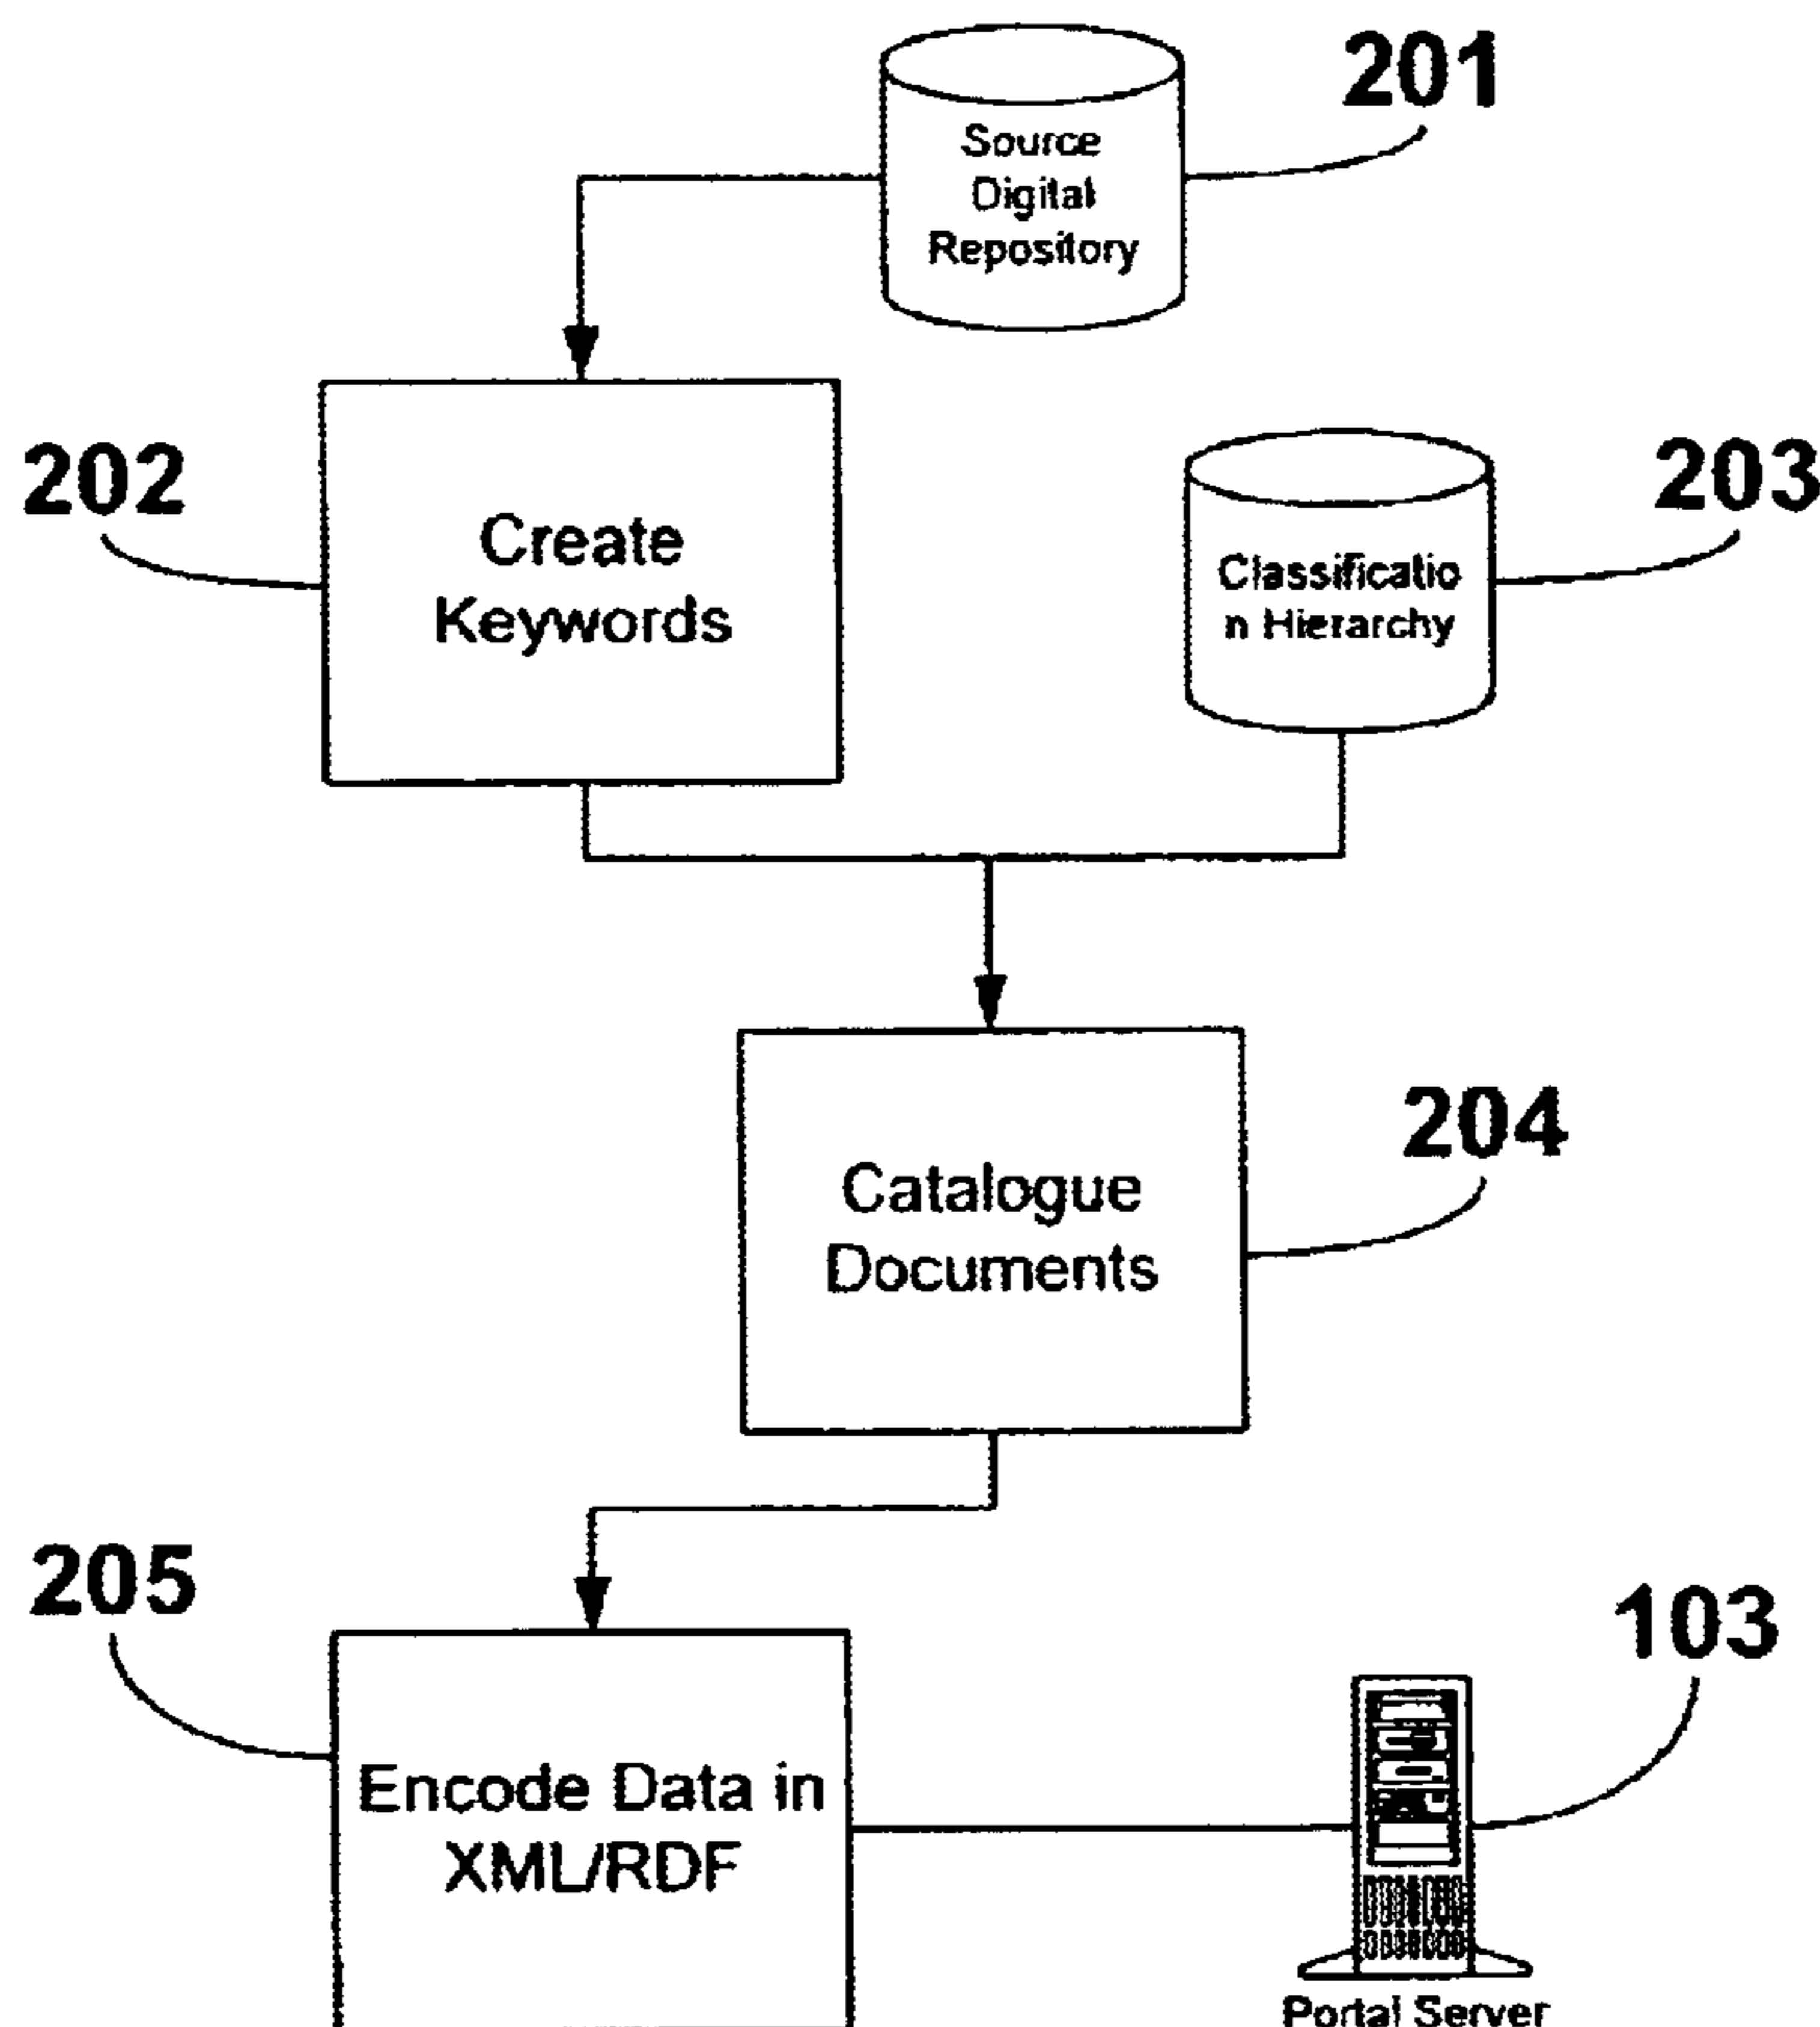 201
Source
Digital
Repository
202
Create
Keywords
203
Classificatio
n Hierarchy
204
Catalogue
Documents
205
Encode Data in
XML/RDF
103
Portal Server